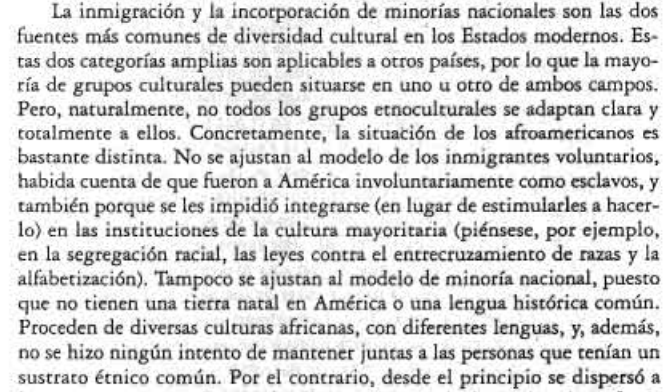 La inmigración y la incorporación de minorías nacionales son las dos
fuentes más comunes de diversidad cultural en los Estados modernos. Es-
tas dos categorías amplias son aplicables a otros países, por lo que la mayo-
ría de grupos culturales pueden situarse en uno u otro de ambos campos.
Pero, naturalmente, no todos los grupos etnoculturales se adaptan clara y
totalmente a ellos. Concretamente, la situación de los afroamericanos es
bastante distinta. No se ajustan al modelo de los inmigrantes voluntarios,
habida cuenta de que fueron a América involuntariamente como esclavos, y
también porque se les impidió integrarse (en lugar de estimularles a hacer-
lo) en las instituciones de la cultura mayoritaria (piénsese, por ejemplo,
en la segregación racial, las leyes contra el entrecruzamiento de razas y la
alfabetización). Tampoco se ajustan al modelo de minoría nacional, puesto
que no tienen una tierra natal en América o una lengua histórica común.
Proceden de diversas culturas africanas, con diferentes lenguas, y, además,
no se hizo ningún intento de mantener juntas a las personas que tenían un
sustrato étnico común. Por el contrario, desde el principio se dispersó a